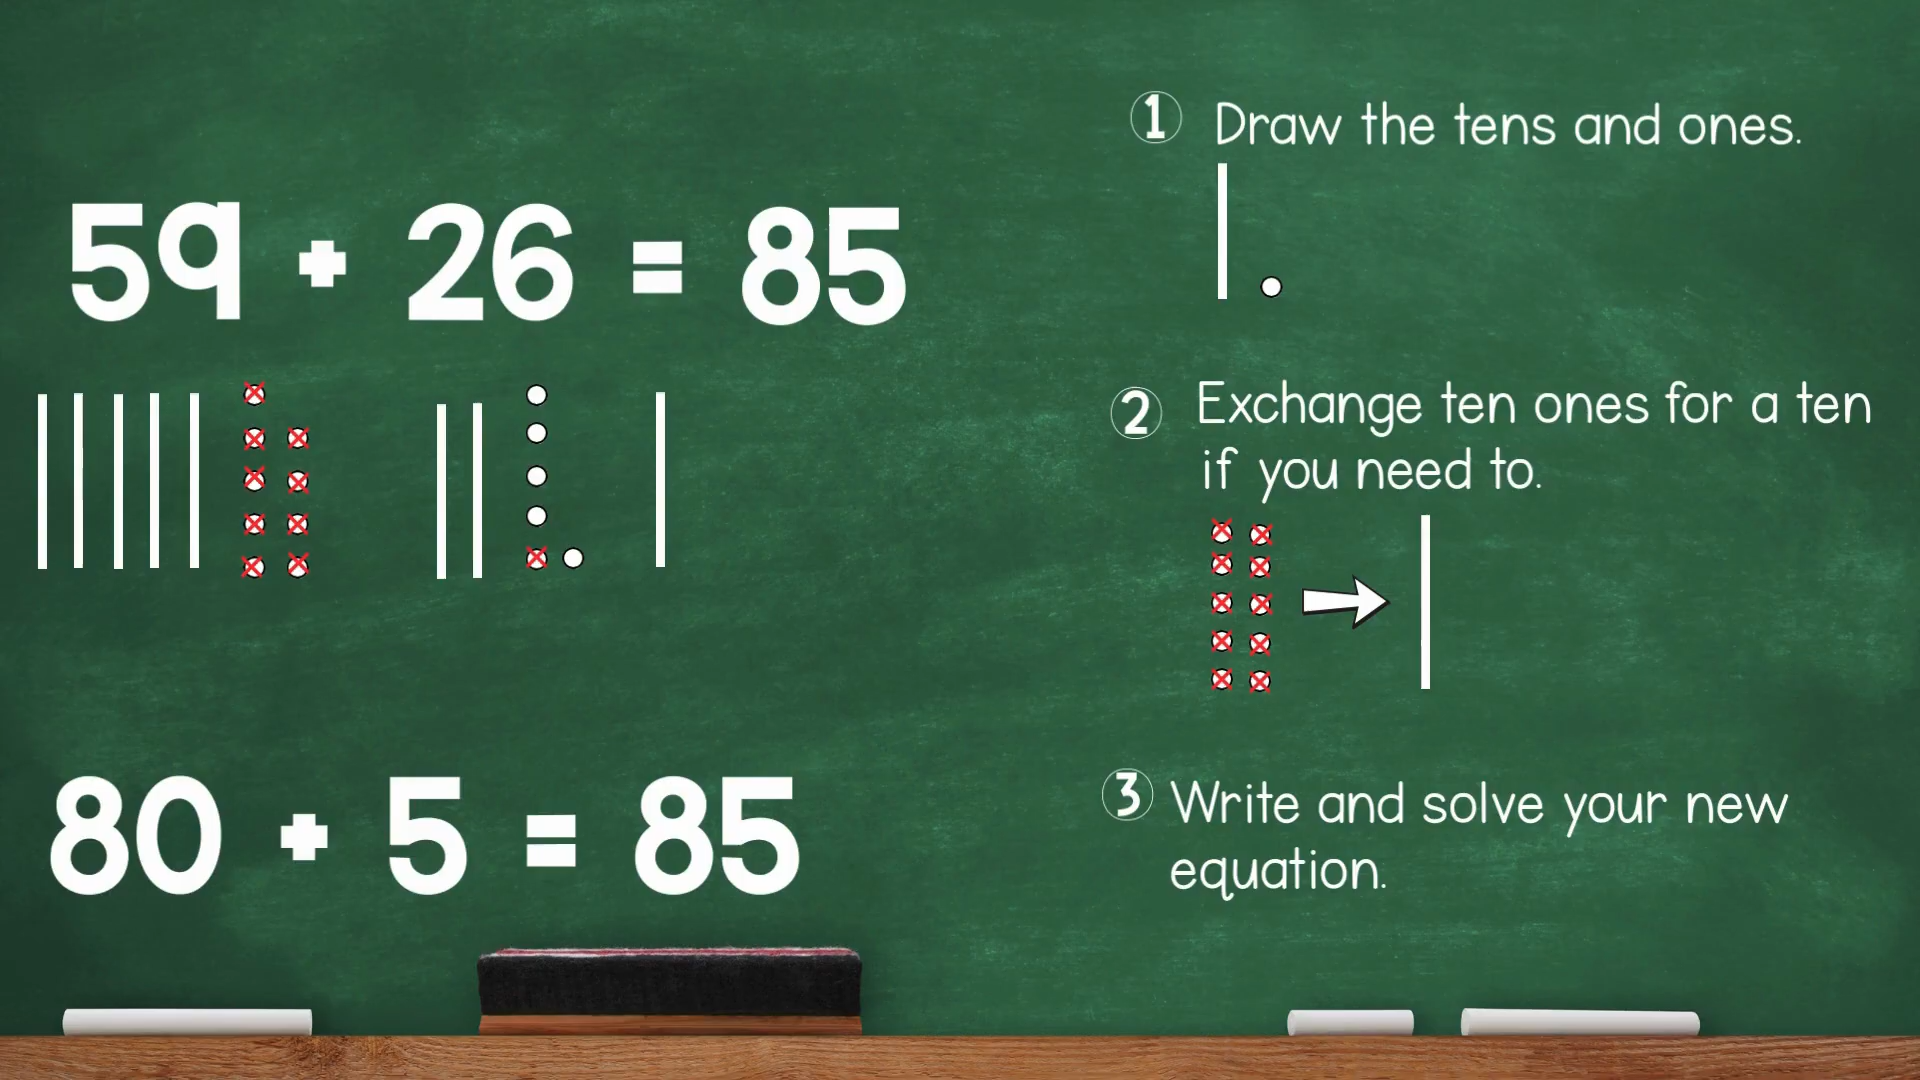 59 + 26 = 85
80 + 5 = 85
1 Draw the tens and ones.
2 Exchange ten ones for a ten
if you need to.
3 Write and solve your new
equation.